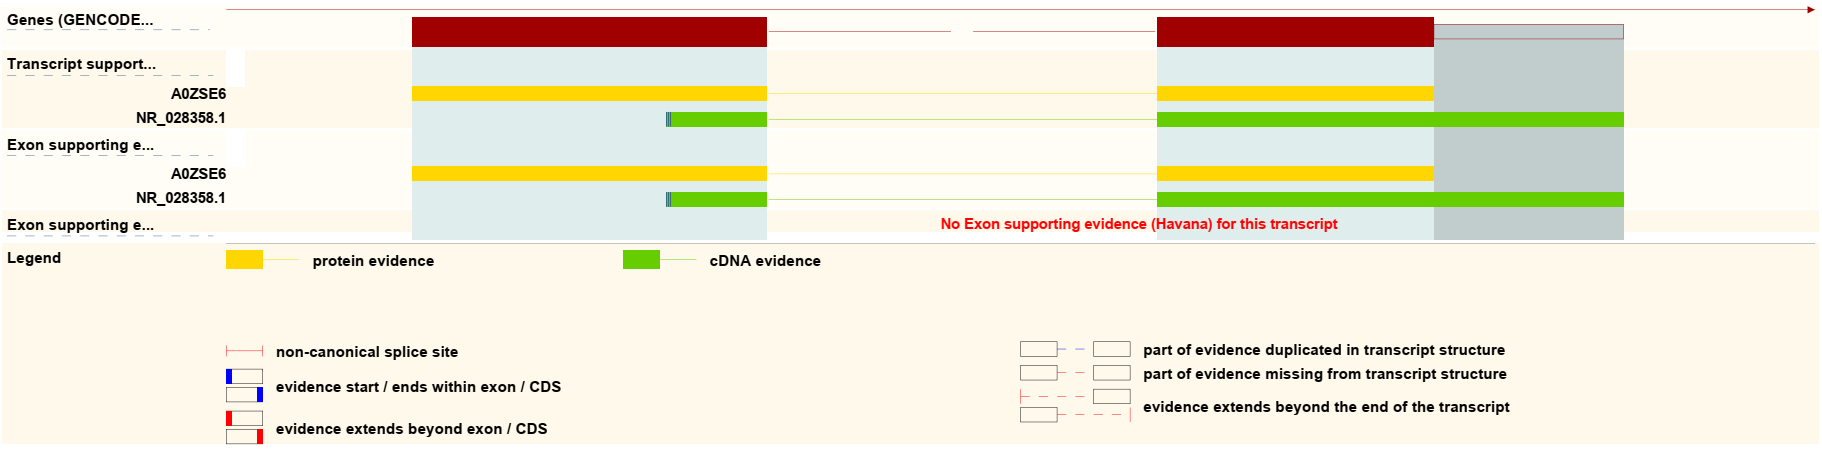 Genes (GENCODE...
Transcript support...
A0ZSE6
NR_028358.1
Exon supporting e...
A0ZSE6
NR_028358.1
Exon supporting e...
No Exon supporting evidence (Havana) for this transcript
Legend
protein evidence
cDNA evidence
non-canonical splice site
evidence start / ends within exon / CDS
evidence extends beyond exon / CDS
part of evidence duplicated in transcript structure
part of evidence missing from transcript structure
evidence extends beyond the end of the transcript